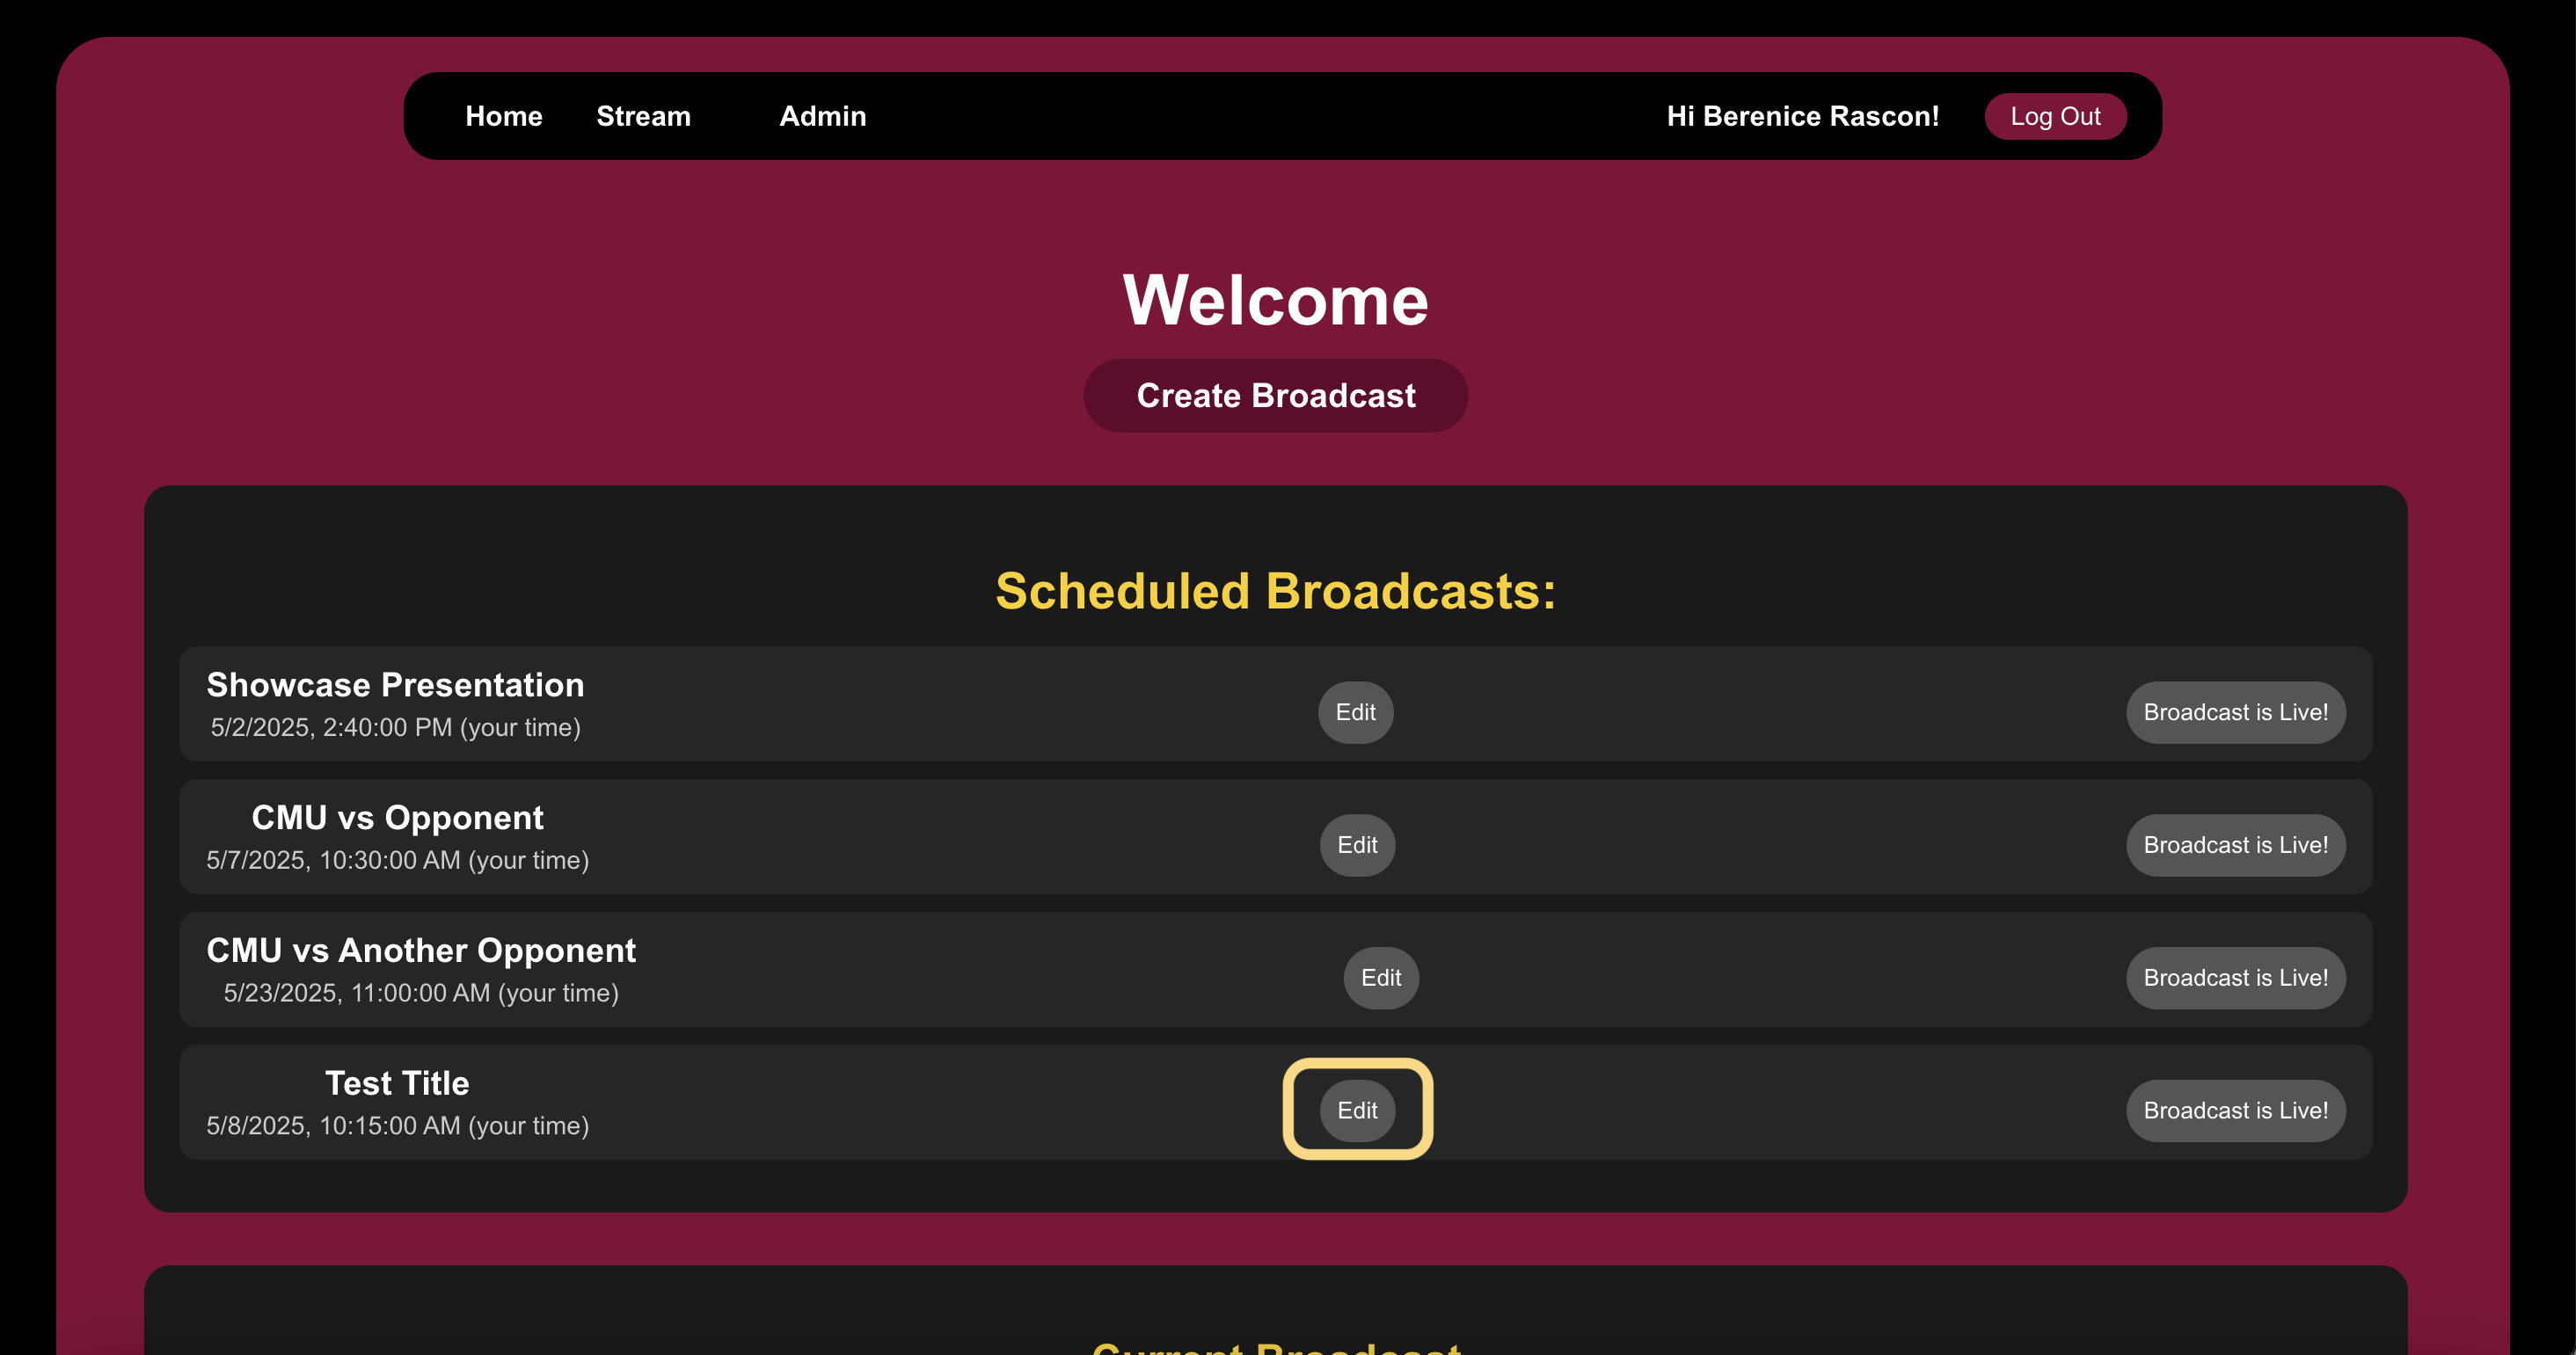 Home Stream Admin Hi Berenice Rascon! Log Out
Welcome
Create Broadcast
Scheduled Broadcasts:
Showcase Presentation
5/2/2025, 2:40:00 PM (your time)
Edit
Broadcast is Live!
CMU vs Opponent
5/7/2025, 10:30:00 AM (your time)
Edit
Broadcast is Live!
CMU vs Another Opponent
5/23/2025, 11:00:00 AM (your time)
Edit
Broadcast is Live!
Test Title
5/8/2025, 10:15:00 AM (your time)
Edit
Broadcast is Live!
Current Broadcast